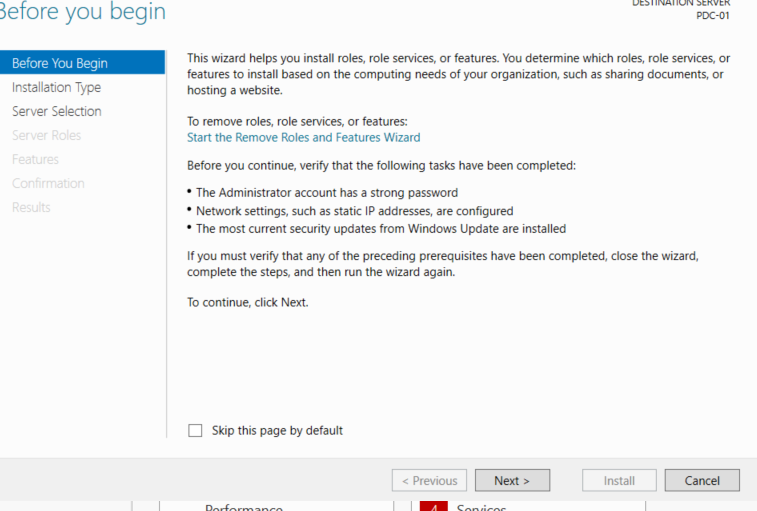 Before you begin
DESTINATION SERVER
PDC-01
Before You Begin
Installation Type
Server Selection
Server Roles
Features
Confirmation
Results
This wizard helps you install roles, role services, or features. You determine which roles, role services, or
features to install based on the computing needs of your organization, such as sharing documents, or
hosting a website.
To remove roles, role services, or features:
Start the Remove Roles and Features Wizard
Before you continue, verify that the following tasks have been completed:
• The Administrator account has a strong password
• Network settings, such as static IP addresses, are configured
• The most current security updates from Windows Update are installed
If you must verify that any of the preceding prerequisites have been completed, close the wizard,
complete the steps, and then run the wizard again.
To continue, click Next.
Skip this page by default
< Previous
Next >
Install
Cancel
Performance
4 Services